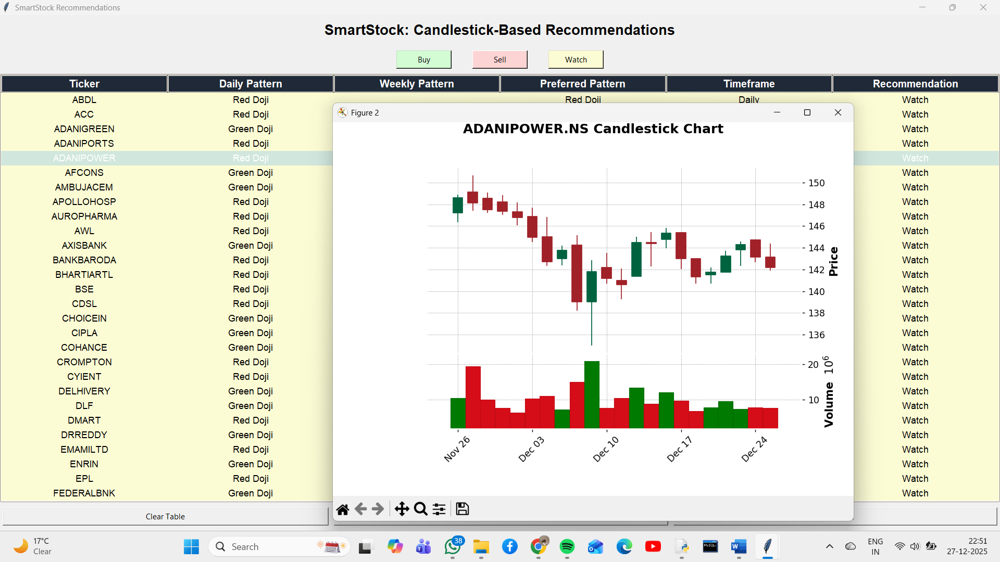 SmartStock Recommendations
SmartStock: Candlestick-Based Recommendations
Buy Sell Watch
Ticker Daily Pattern Weekly Pattern Preferred Pattern Timeframe Recommendation
ABDL Red Doji Red Doji Daily Watch
ACC Red Doji Watch
ADANIGREEN Green Doji Watch
ADANIPORTS Red Doji Watch
ADANIPOWER Red Doji Watch
AFCONS Green Doji Watch
AMBUJACEM Green Doji Watch
APOLLOHOSP Red Doji Watch
AUROPHARMA Red Doji Watch
AWL Red Doji Watch
AXISBANK Green Doji Watch
BANKBARODA Red Doji Watch
BHARTIARTL Red Doji Watch
BSE Red Doji Watch
CDSL Red Doji Watch
CHOICEIN Green Doji Watch
CIPLA Green Doji Watch
COHANCE Green Doji Watch
CROMPTON Red Doji Watch
CYIENT Red Doji Watch
DELHIVERY Green Doji Watch
DLF Green Doji Watch
DMART Red Doji Watch
DRREDDY Green Doji Watch
EMAMILTD Red Doji Watch
ENRIN Green Doji Watch
EPL Red Doji Watch
FEDERALBNK Green Doji Watch
Clear Table
Figure 2
ADANIPOWER.NS Candlestick Chart
150
148
146
144
142
140
138
136
Price
20
10
Volume 10⁶
Nov 26 Dec 03 Dec 10 Dec 17 Dec 24
17°C
Clear
Search
38
MySQL
ENG
IN
22:51
27-12-2025